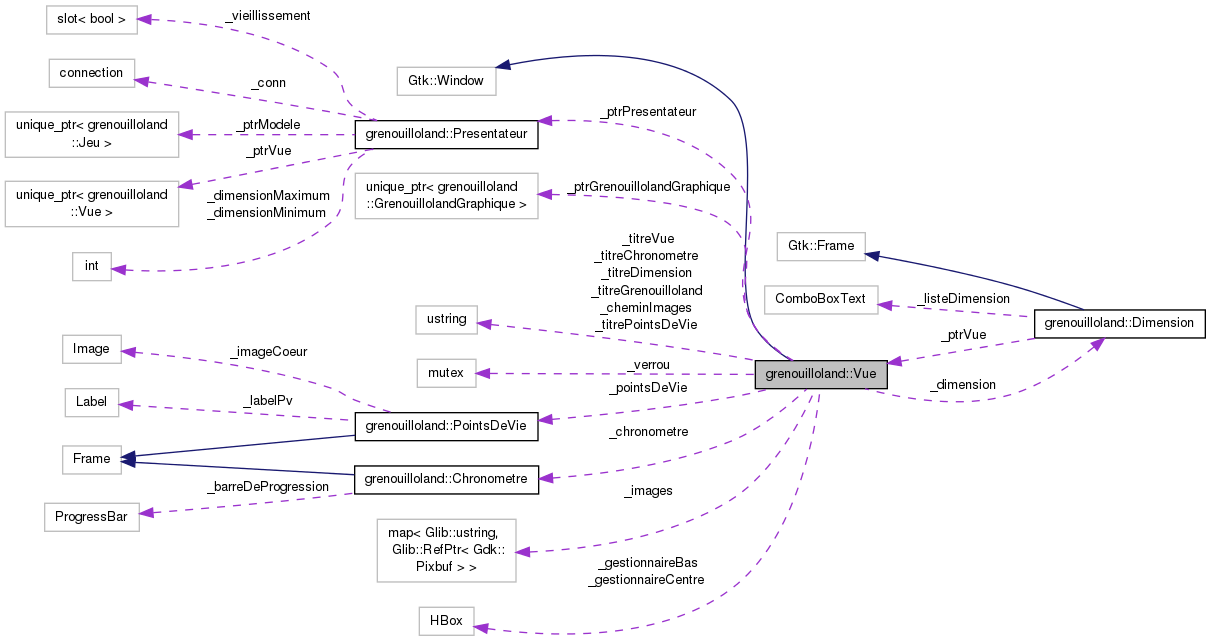 slot< bool >
_vieillissement
connection
_conn
Gtk::Window
unique_ptr< grenouilloland
::Jeu >
_ptrModele
grenouilloland::Presentateur
_ptrPresentateur
_ptrVue
unique_ptr< grenouilloland
::Vue >
_dimensionMaximum
_dimensionMinimum
unique_ptr< grenouilloland
::GrenouillolandGraphique >
_ptrGrenouillolandGraphique
int
_titreVue
_titreChronometre
_titreDimension
_titreGrenouilloland
_cheminImages
_titrePointsDeVie
Gtk::Frame
ComboBoxText
_listeDimension
grenouilloland::Dimension
ustring
_ptrVue
Image
_imageCoeur
mutex
_verrou
grenouilloland::Vue
_dimension
Label
_labelPv
_pointsDeVie
grenouilloland::PointsDeVie
_chronometre
Frame
grenouilloland::Chronometre
_barreDeProgression
_images
ProgressBar
map< Glib::ustring,
Glib::RefPtr< Gdk::
Pixbuf > >
_gestionnaireBas
_gestionnaireCentre
HBox